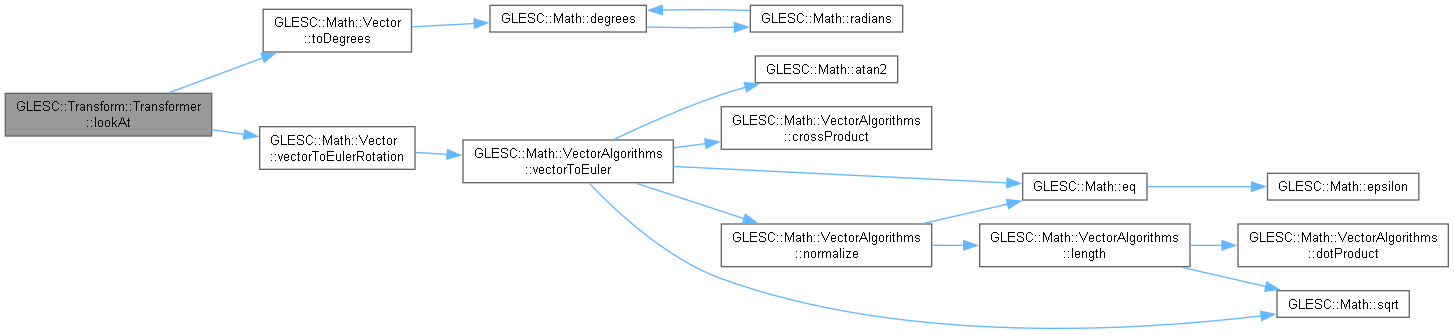 GLESC::Transform::Transformer
::lookAt
GLESC::Math::Vector
::toDegrees
GLESC::Math::degrees
GLESC::Math::radians
GLESC::Math::Vector
::vectorToEulerRotation
GLESC::Math::VectorAlgorithms
::vectorToEuler
GLESC::Math::atan2
GLESC::Math::VectorAlgorithms
::crossProduct
GLESC::Math::eq
GLESC::Math::epsilon
GLESC::Math::VectorAlgorithms
::normalize
GLESC::Math::VectorAlgorithms
::length
GLESC::Math::VectorAlgorithms
::dotProduct
GLESC::Math::sqrt